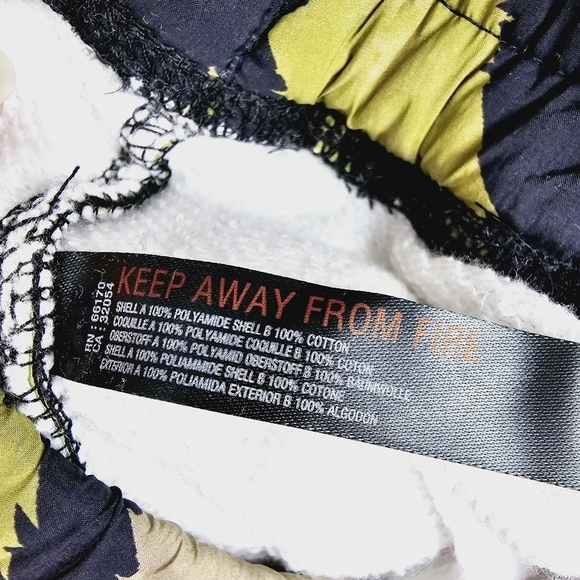 KEEP AWAY FROM FIRE
RN : 66170
CA : 32054
SHELL A 100% POLYAMIDE SHELL B 100% COTTON
COQUILLE A 100% POLYAMIDE COQUILLE B 100% COTON
OBERSTOFF A 100% POLYAMID OBERSTOFF B 100% BAUMWOLLE
SHELL A 100% POLIAMMIDE SHELL B 100% COTONE
EXTERIOR A 100% POLIAMIDA EXTERIOR B 100% ALGODON